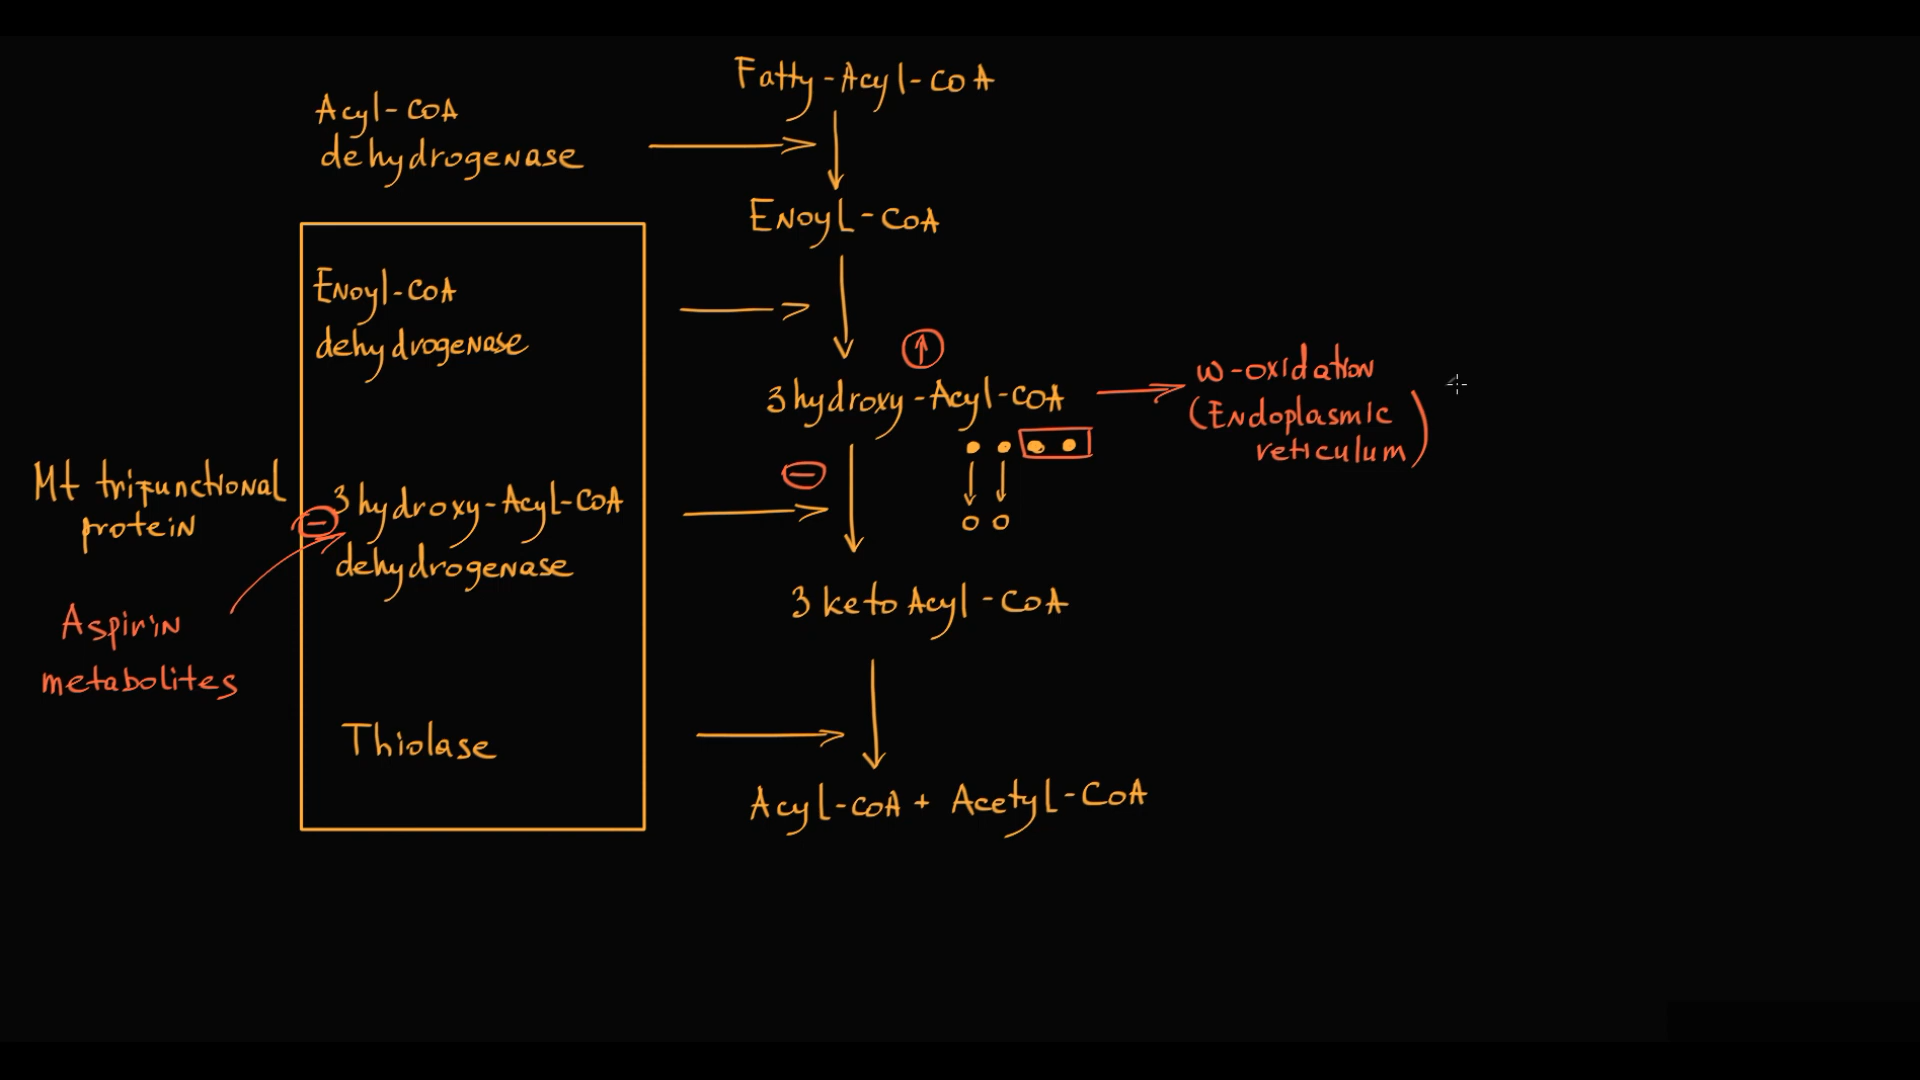 Fatty-Acyl-CoA
Acyl-CoA
dehydrogenase
Enoyl-CoA
Enoyl-CoA
dehydrogenase
3 hydroxy-Acyl-CoA
ω-oxidation
(Endoplasmic
reticulum)
Mt trifunctional
protein
3 hydroxy-Acyl-CoA
dehydrogenase
Aspirin
metabolites
3 keto Acyl-CoA
Thiolase
Acyl-CoA + Acetyl-CoA